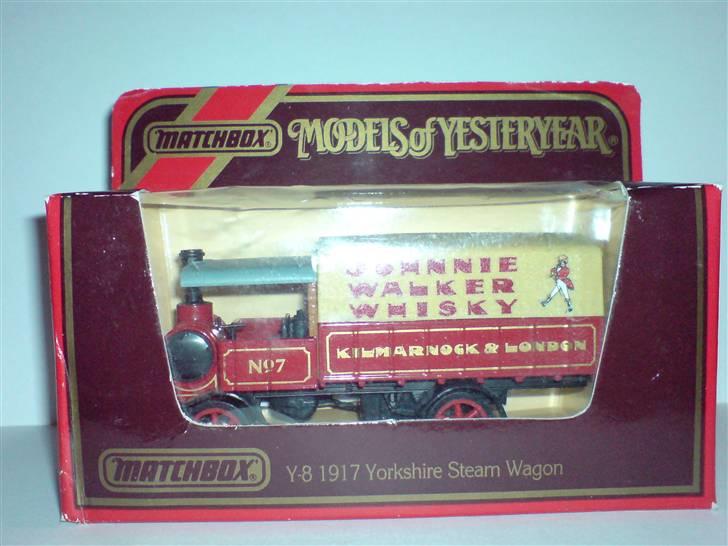 MATCHBOX® MODELS of YESTERYEAR®
JOHNNIE
WALKER
WHISKY
KILMARNOCK & LONDON
Nº7
MATCHBOX® Y-8 1917 Yorkshire Steam Wagon